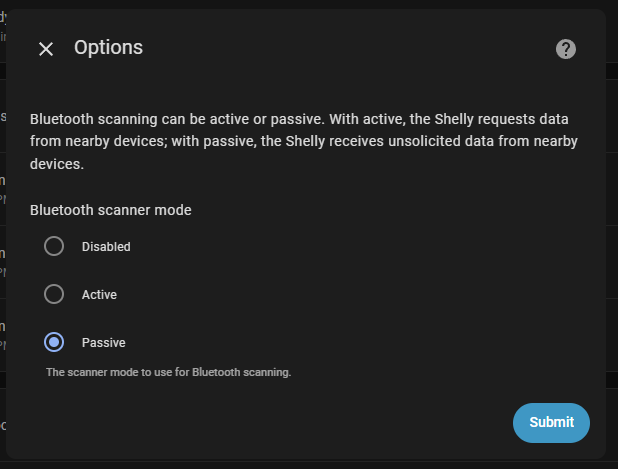 Options
Bluetooth scanning can be active or passive. With active, the Shelly requests data
from nearby devices; with passive, the Shelly receives unsolicited data from nearby
devices.
Bluetooth scanner mode
Disabled
Active
Passive
The scanner mode to use for Bluetooth scanning.
Submit